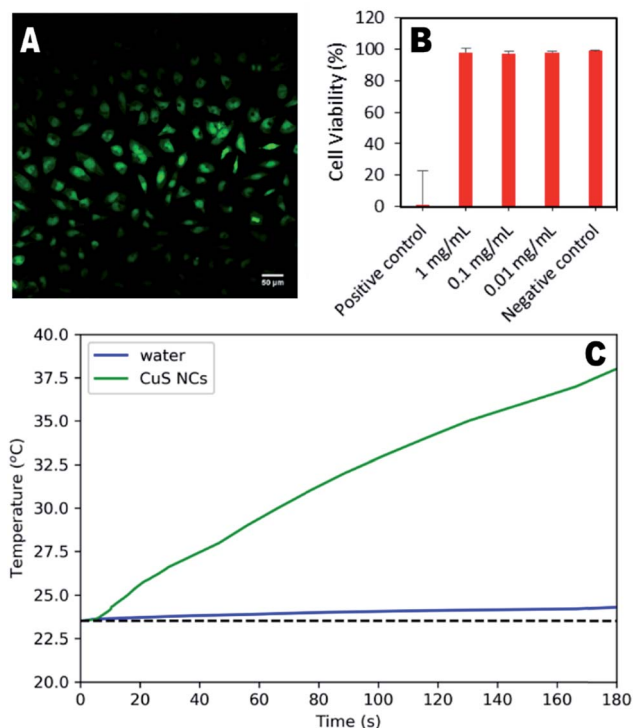 A
50 μm
B
Cell Viability (%)
120
100
80
60
40
20
0
Positive control
1 mg/mL
0.1 mg/mL
0.01 mg/mL
Negative control
C
water
CuS NCs
Temperature (°C)
40.0
37.5
35.0
32.5
30.0
27.5
25.0
22.5
20.0
0 20 40 60 80 100 120 140 160 180
Time (s)